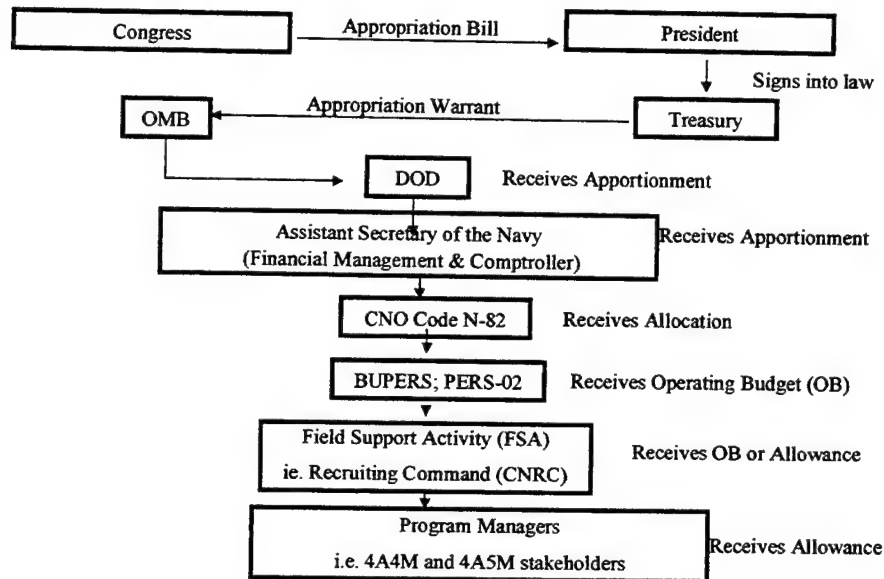 Congress
Appropriation Bill
President
Signs into law
OMB
Appropriation Warrant
Treasury
DOD
Receives Apportionment
Assistant Secretary of the Navy
(Financial Management & Comptroller)
Receives Apportionment
CNO Code N-82
Receives Allocation
BUPERS; PERS-02
Receives Operating Budget (OB)
Field Support Activity (FSA)
ie. Recruiting Command (CNRC)
Receives OB or Allowance
Program Managers
i.e. 4A4M and 4A5M stakeholders
Receives Allowance